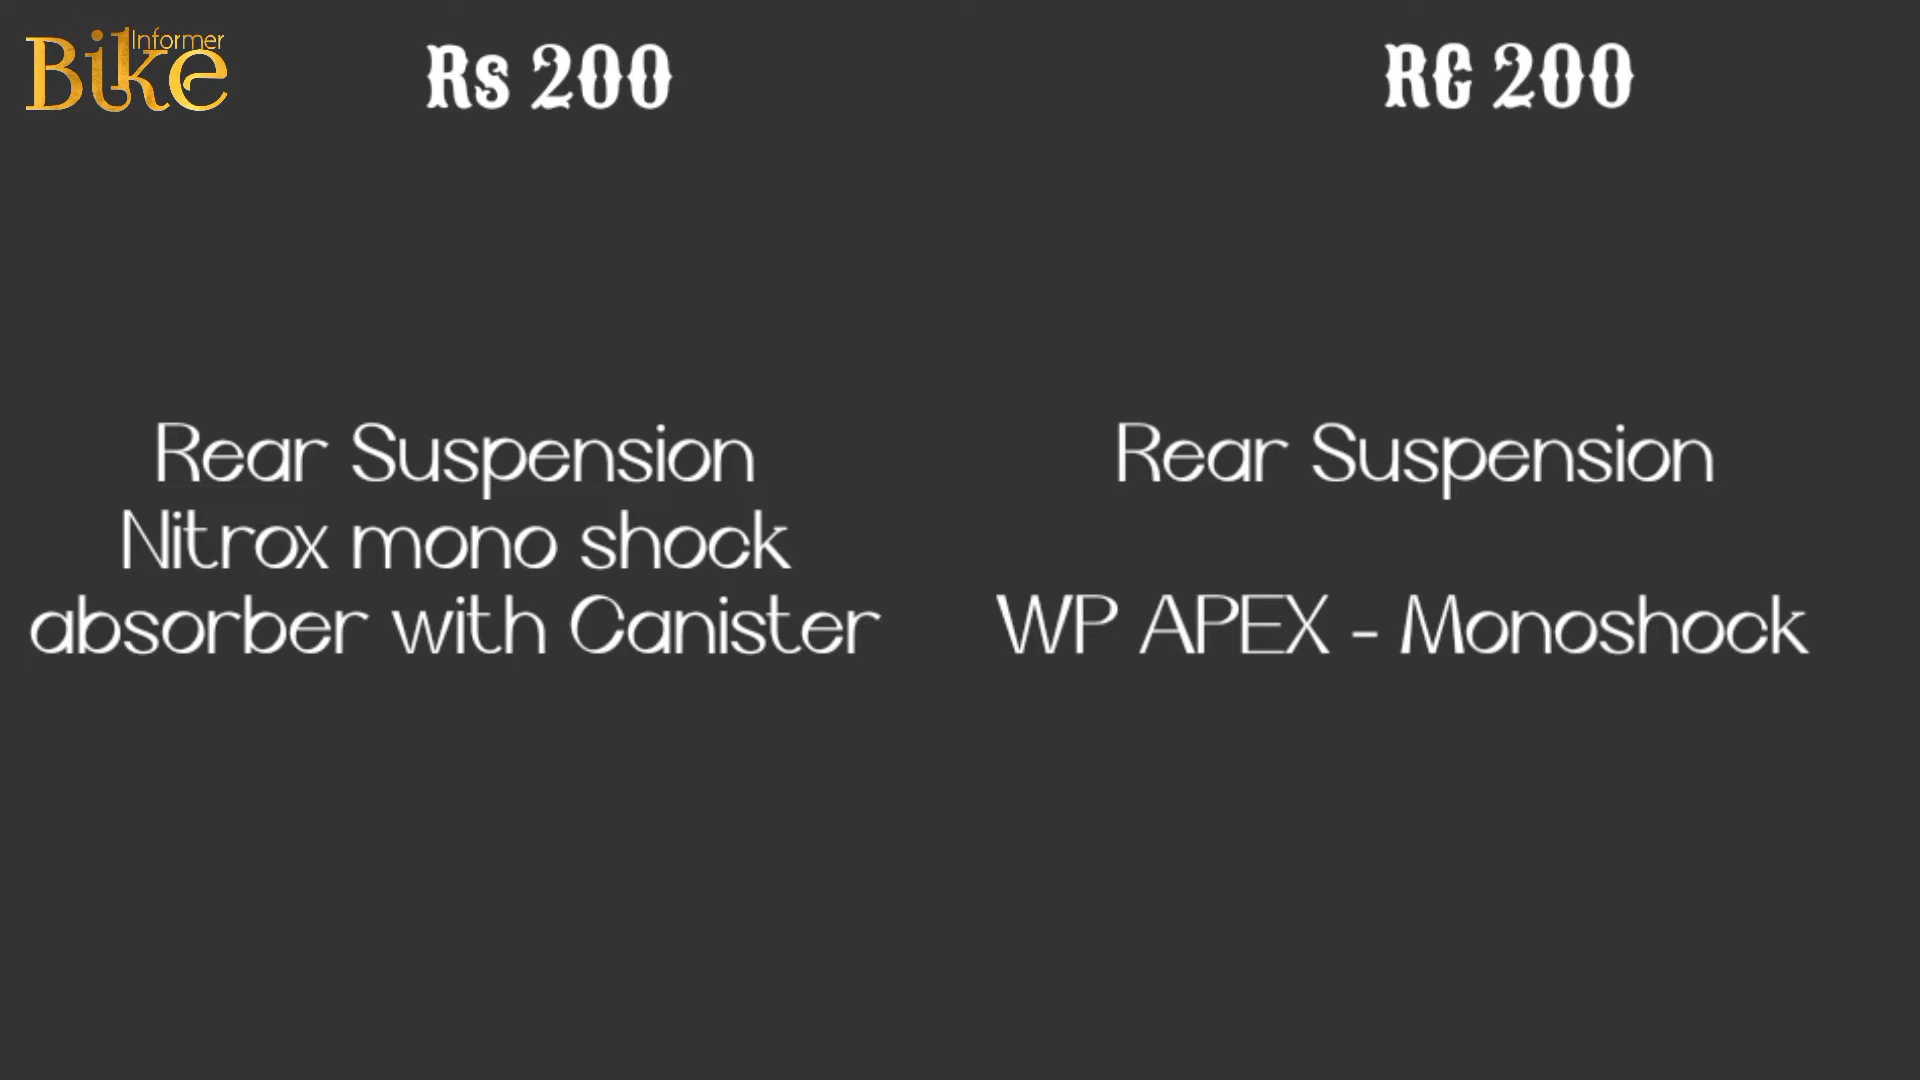 Bike Informer
Rs 200
RC 200
Rear Suspension
Nitrox mono shock
absorber with Canister
Rear Suspension
WP APEX - Monoshock